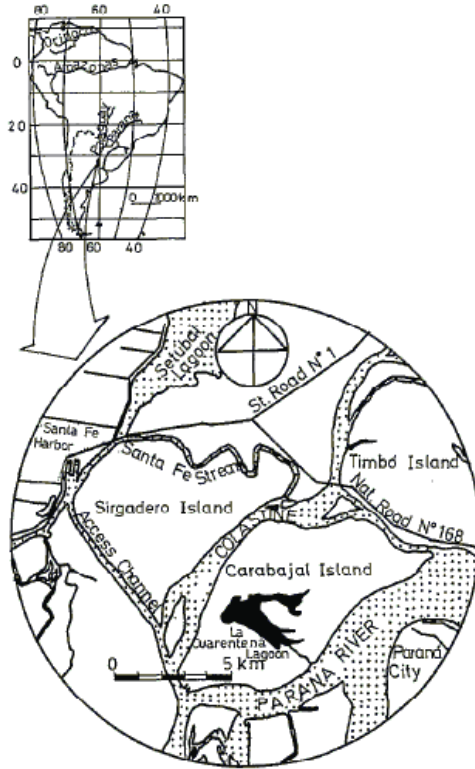 80 60 40
Orinoco
0
Amazonas
Paraguay
Parana
20
40
0 1000km
80 60 40
N
Setubal
Lagoon
St. Road N° 1
Santa Fe
Harbor
Santa Fe Stream
Timbó Island
Nat. Road N° 168
Sirgadero Island
COLASTINE
Access Channel
Carabajal Island
La
Cuarentena
Lagoon
0 5 km
PARANA RIVER
Paraná
City